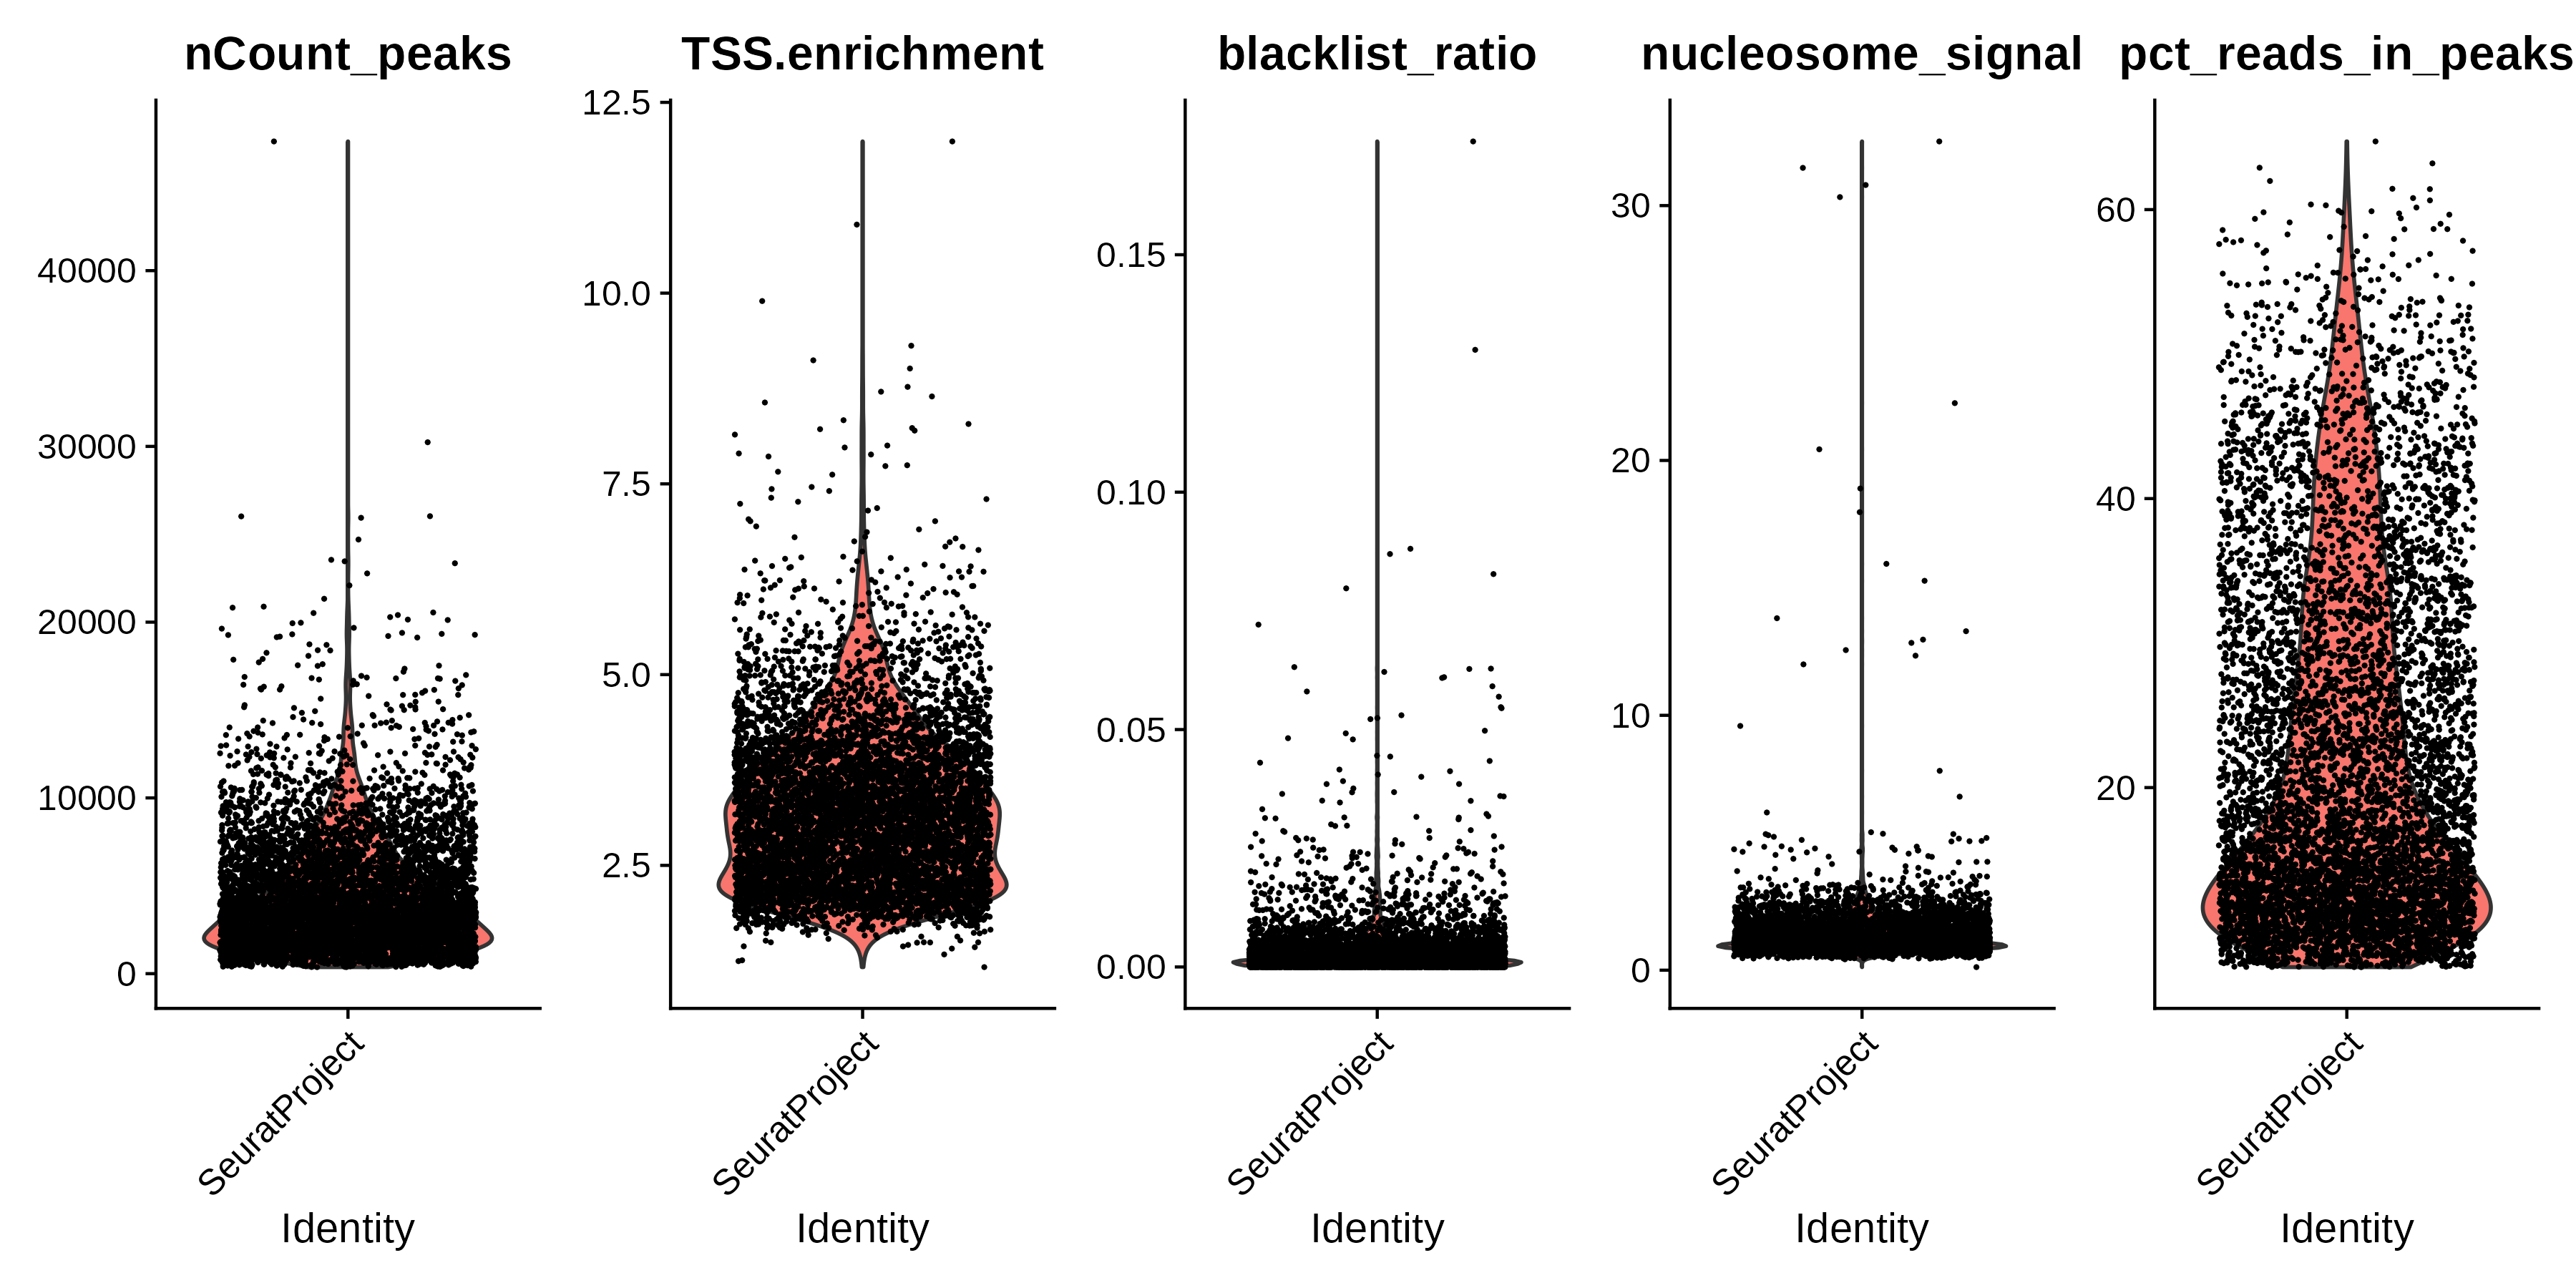 nCount_peaks
TSS.enrichment
blacklist_ratio
nucleosome_signal
pct_reads_in_peaks
40000
30000
20000
10000
0
SeuratProject
Identity
12.5
10.0
7.5
5.0
2.5
SeuratProject
Identity
0.15
0.10
0.05
0.00
SeuratProject
Identity
30
20
10
0
SeuratProject
Identity
60
40
20
SeuratProject
Identity